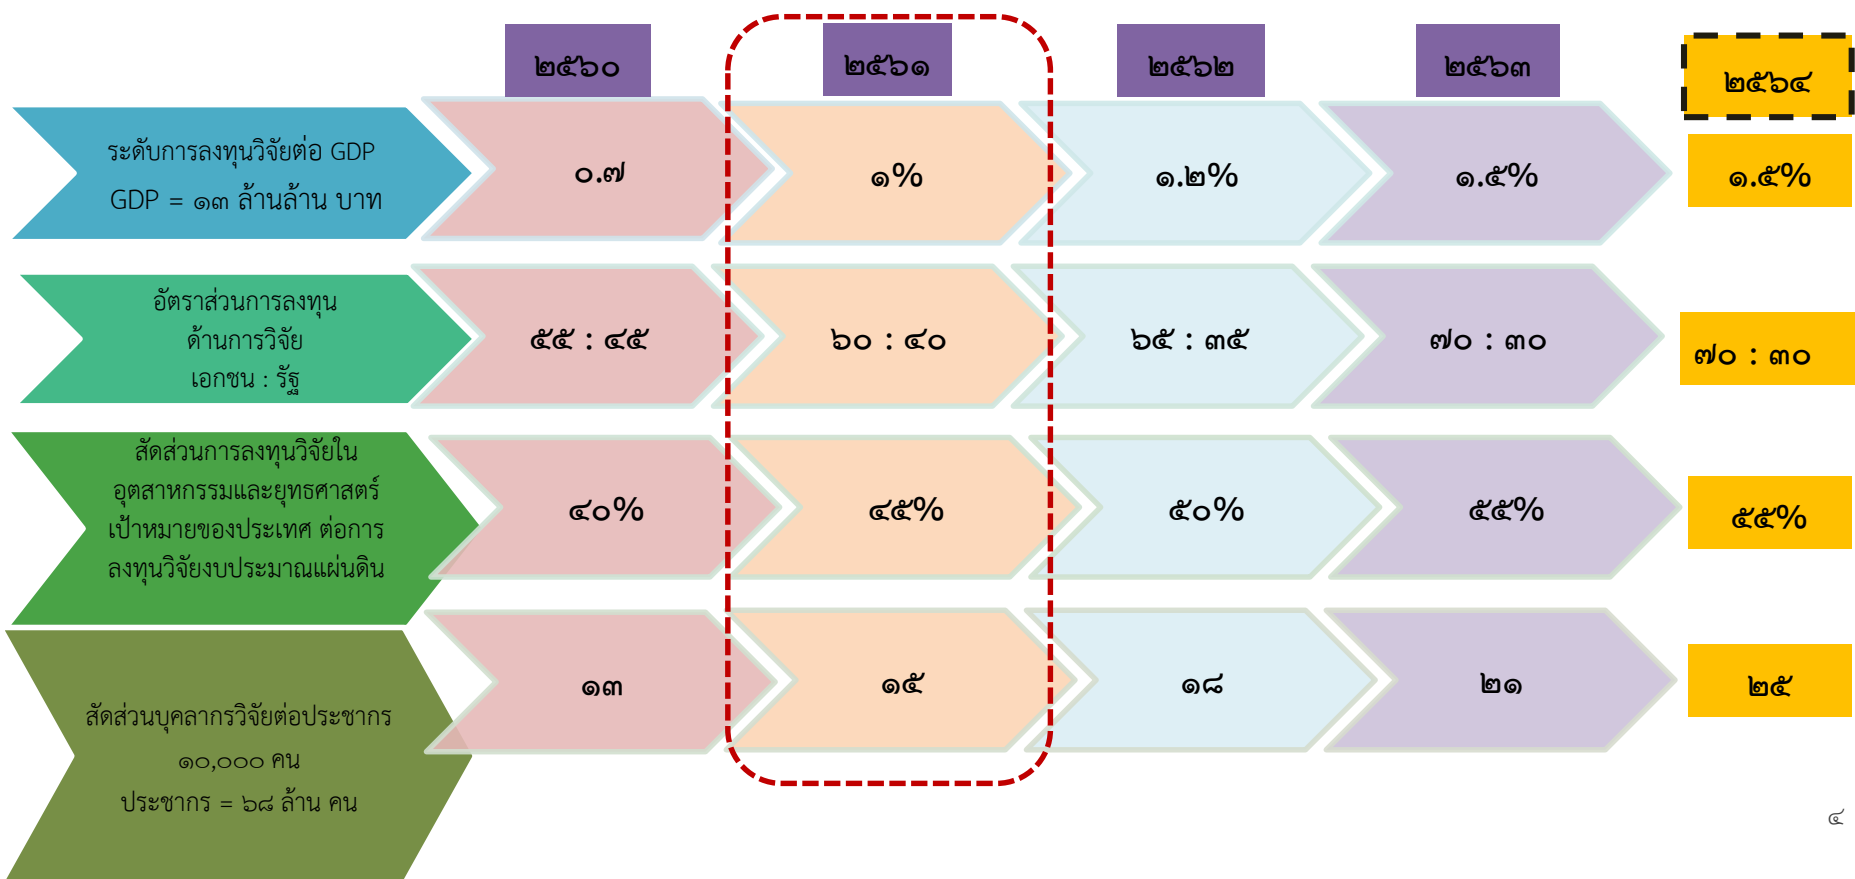 ๒๕๖๐
๒๕๖๑
๒๕๖๒
๒๕๖๓
๒๕๖๔
ระดับการลงทุนวิจัยต่อ GDP
GDP = ๑๓ ล้านล้าน บาท
๐.๗
๑%
๑.๒%
๑.๕%
๑.๕%
อัตราส่วนการลงทุน
ด้านการวิจัย
เอกชน : รัฐ
๕๕ : ๔๕
๖๐ : ๔๐
๖๕ : ๓๕
๗๐ : ๓๐
๗๐ : ๓๐
สัดส่วนการลงทุนวิจัยใน
อุตสาหกรรมและยุทธศาสตร์
เป้าหมายของประเทศ ต่อการ
ลงทุนวิจัยงบประมาณแผ่นดิน
๔๐%
๔๕%
๕๐%
๕๕%
๕๕%
สัดส่วนบุคลากรวิจัยต่อประชากร
๑๐,๐๐๐ คน
ประชากร = ๖๘ ล้าน คน
๑๓
๑๕
๑๘
๒๑
๒๕
๔